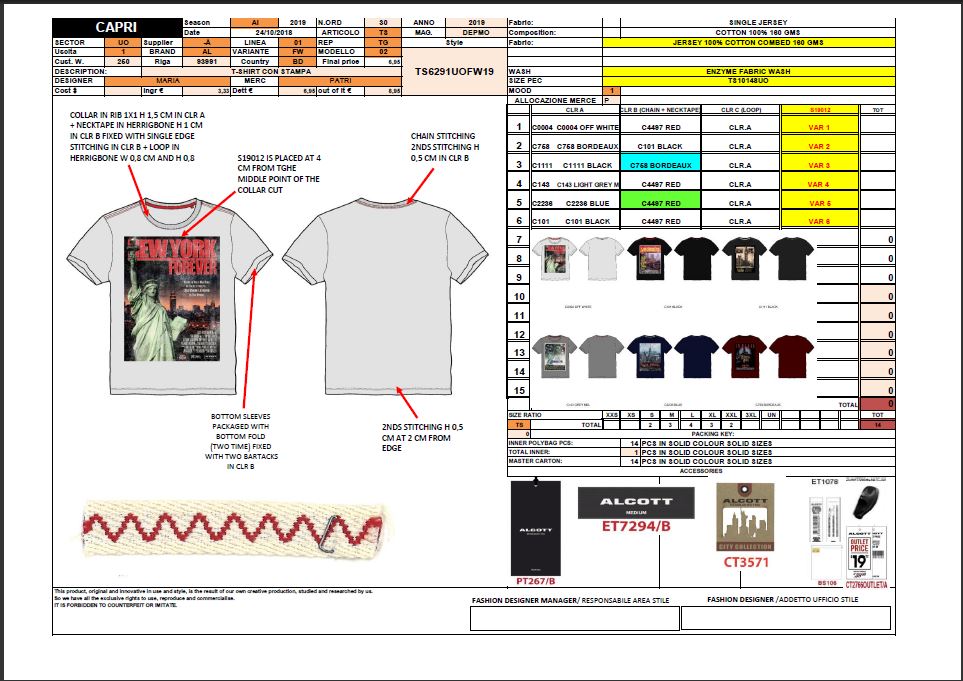 CAPRI
Season AI 2019 N.ORD 30 ANNO 2019
Date 24/10/2018 ARTICOLO TS MAG. DEPMO
SECTOR UO Supplier -À LINEA 01 REP TG Style
Uscita 1 BRAND AL VARIANTE FW MODELLO 02
Cust. W. 250 Riga 93991 Country BD Final price 6,95
TS6291UOFW19
DESCRIPTION: T-SHIRT CON STAMPA
DESIGNER MARIA MERC PATRI
Cost $ Ingr € 3,33 Dett € 6,95 out of it € 8,95
Fabric: SINGLE JERSEY
Composition: COTTON 100% 160 GMS
Fabric: JERSEY 100% COTTON COMBED 160 GMS
WASH ENZYME FABRIC WASH
SIZE PEC TS10148UO
MOOD 1
ALLOCAZIONE MERCE P
CLR A CLR B (CHAIN + NECKTAPE) CLR C (LOOP) S19012 TOT
1 C0004 C0004 OFF WHITE C4497 RED CLR.A VAR 1
2 C768 C768 BORDEAUX C101 BLACK CLR.A VAR 2
3 C1111 C1111 BLACK C768 BORDEAUX CLR.A VAR 3
4 C143 C143 LIGHT GREY M C4497 RED CLR.A VAR 4
5 C2236 C2236 BLUE C4497 RED CLR.A VAR 5
6 C101 C101 BLACK C4497 RED CLR.A VAR 6
7 0
8 0
9 0
10 0
11 0
12 0
13 0
14 0
15 0
TOTAL 0
COLLAR IN RIB 1X1 H 1,5 CM IN CLR A
+ NECKTAPE IN HERRIGBONE H 1 CM
IN CLR B FIXED WITH SINGLE EDGE
STITCHING IN CLR B + LOOP IN
HERRIGBONE W 0,8 CM AND H 0,8
S19012 IS PLACED AT 4
CM FROM TGHE
MIDDLE POINT OF THE
COLLAR CUT
CHAIN STITCHING
2NDS STITCHING H
0,5 CM IN CLR B
EW YORK
FOREVER
BOTTOM SLEEVES
PACKAGED WITH
BOTTOM FOLD
(TWO TIME) FIXED
WITH TWO BARTACKS
IN CLR B
2NDS STITCHING H 0,5
CM AT 2 CM FROM
EDGE
SIZE RATIO XXS XS S M L XL XXL 3XL UN TOT
TS TOTAL 2 3 4 3 2 14
0 PACKING KEY:
INNER POLYBAG PCS: 14 PCS IN SOLID COLOUR SOLID SIZES
TOTAL INNER: 1 PCS IN SOLID COLOUR SOLID SIZES
MASTER CARTON: 14 PCS IN SOLID COLOUR SOLID SIZES
ACCESSORIES
ALCOTT
PT267/B
ALCOTT
MEDIUM
ET7294/B
ALCOTT
CITY COLLECTION
CT3571
ET1078
BS106
ALCOTT
OUTLET
PRICE
19
CT2766OUTLET/A
This product, original and innovative in use and style, is the result of our own creative production, studied and researched by us.
So we have all the exclusive rights to use, reproduce and commercialise.
IT IS FORBIDDEN TO COUNTERFEIT OR IMITATE.
FASHION DESIGNER MANAGER/ RESPONSABILE AREA STILE
FASHION DESIGNER /ADDETTO UFFICIO STILE